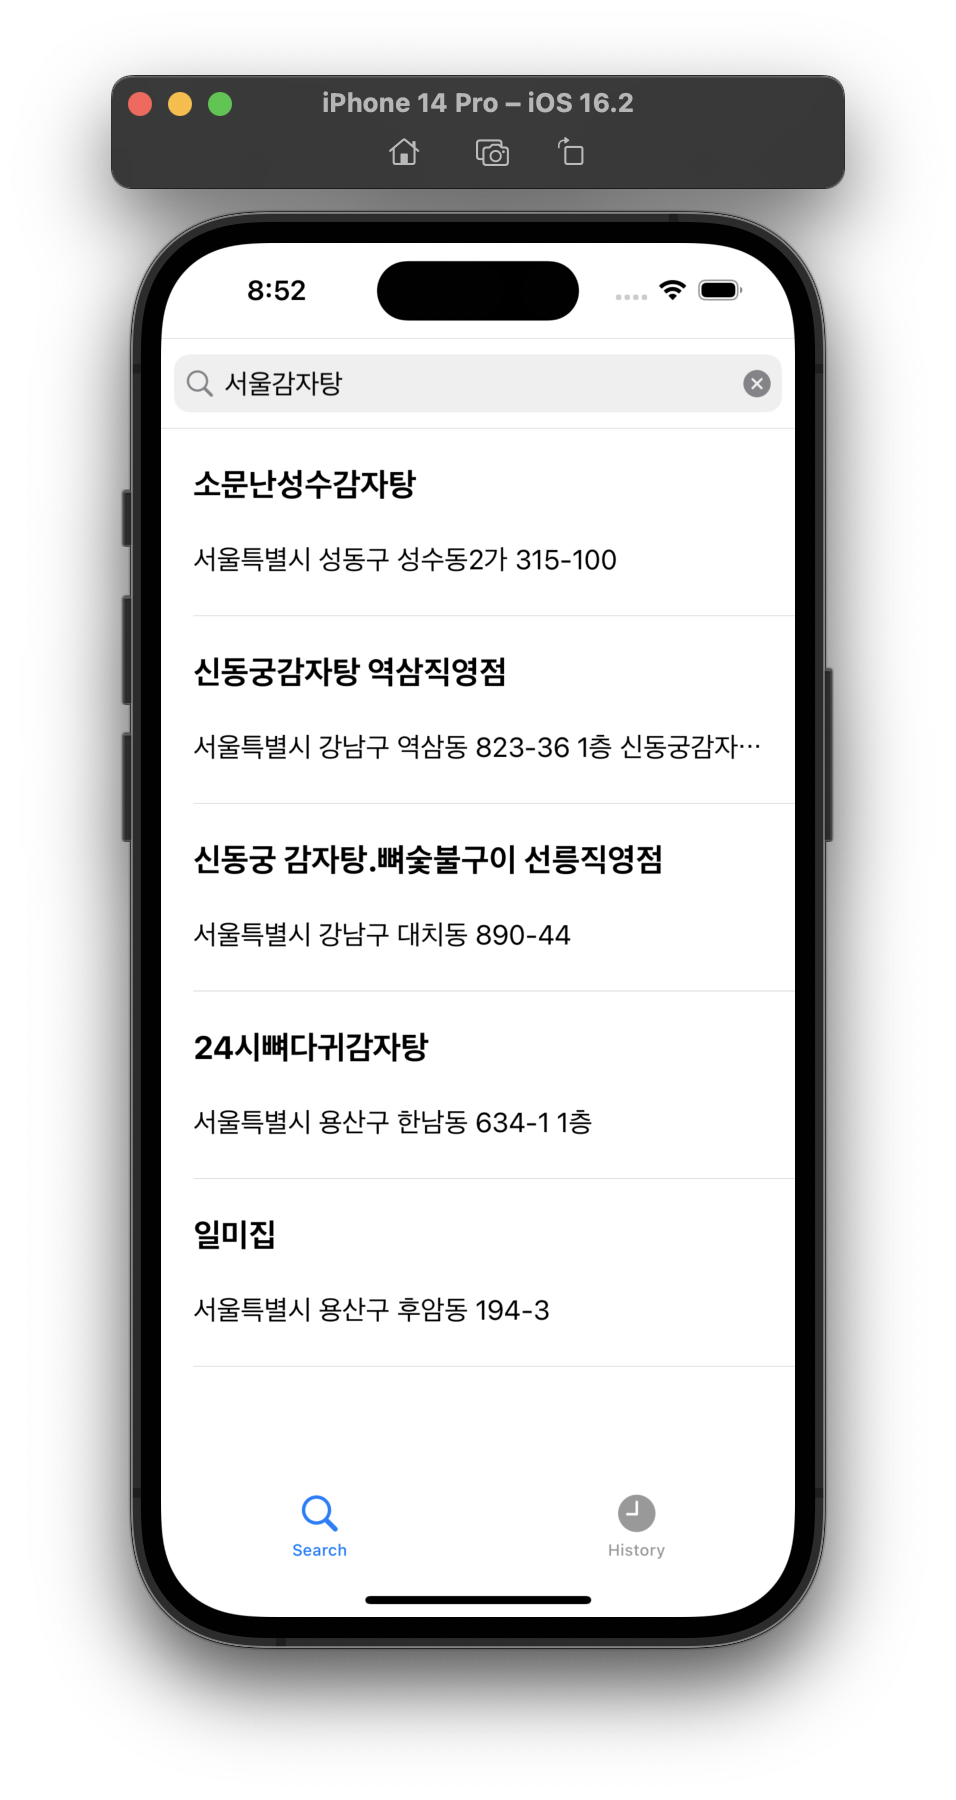 iPhone 14 Pro – iOS 16.2
8:52
서울감자탕
소문난성수감자탕
서울특별시 성동구 성수동2가 315-100
신동궁감자탕 역삼직영점
서울특별시 강남구 역삼동 823-36 1층 신동궁감자…
신동궁 감자탕.뼈숯불구이 선릉직영점
서울특별시 강남구 대치동 890-44
24시뼈다귀감자탕
서울특별시 용산구 한남동 634-1 1층
일미집
서울특별시 용산구 후암동 194-3
Search
History